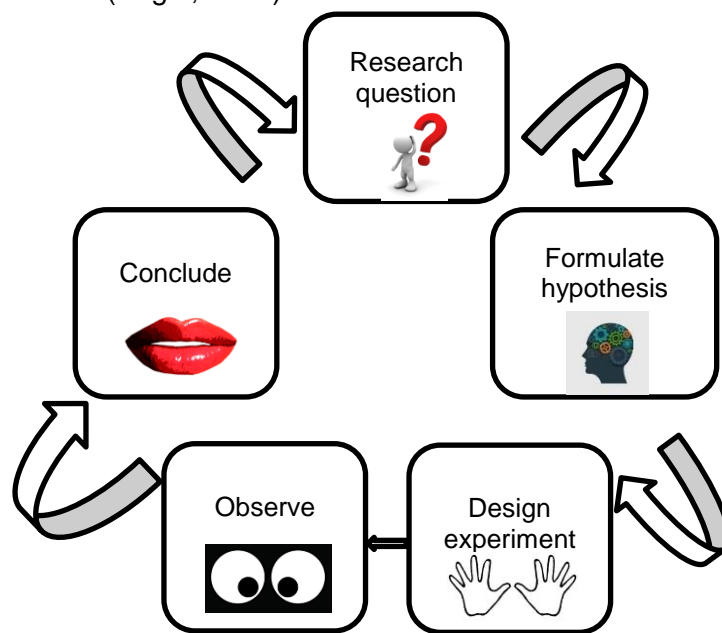 Research
question
Formulate
hypothesis
Design
experiment
Observe
Conclude